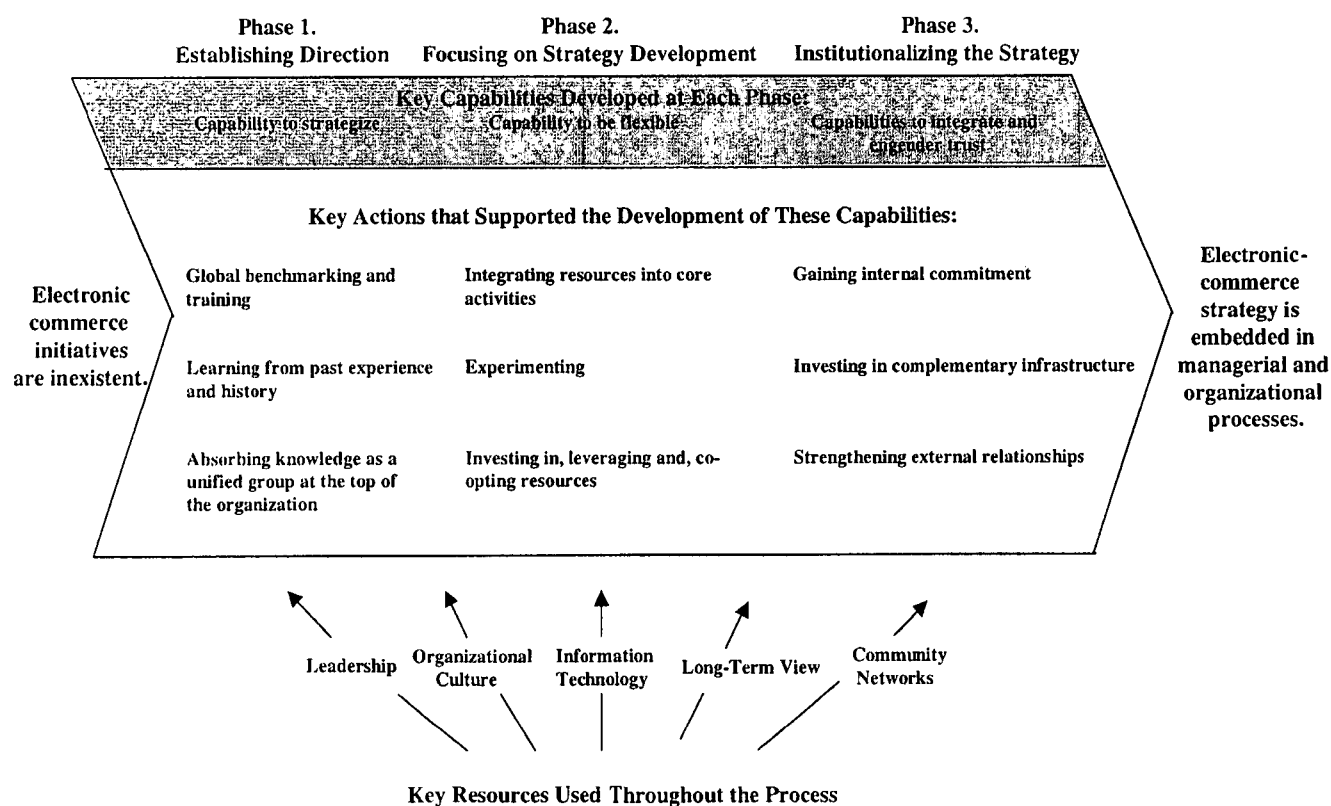 Phase 1.
Establishing Direction
Phase 2.
Focusing on Strategy Development
Phase 3.
Institutionalizing the Strategy
Key Capabilities Developed at Each Phase:
Capability to strategize
Capability to be flexible
Capabilities to integrate and
engender trust
Key Actions that Supported the Development of These Capabilities:
Electronic
commerce
initiatives
are inexistent.
Global benchmarking and
training
Learning from past experience
and history
Absorbing knowledge as a
unified group at the top of
the organization
Integrating resources into core
activities
Experimenting
Investing in, leveraging and, co-
opting resources
Gaining internal commitment
Investing in complementary infrastructure
Strengthening external relationships
Electronic-
commerce
strategy is
embedded in
managerial and
organizational
processes.
Leadership
Organizational
Culture
Information
Technology
Long-Term View
Community
Networks
Key Resources Used Throughout the Process